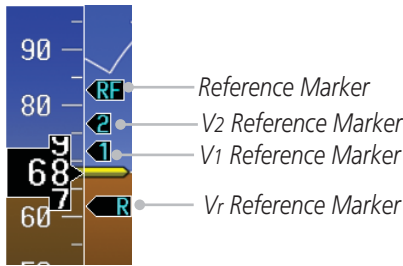 90
RF
Reference Marker
80
2
V2 Reference Marker
9
1
V1 Reference Marker
68
7
R
Vr Reference Marker
60